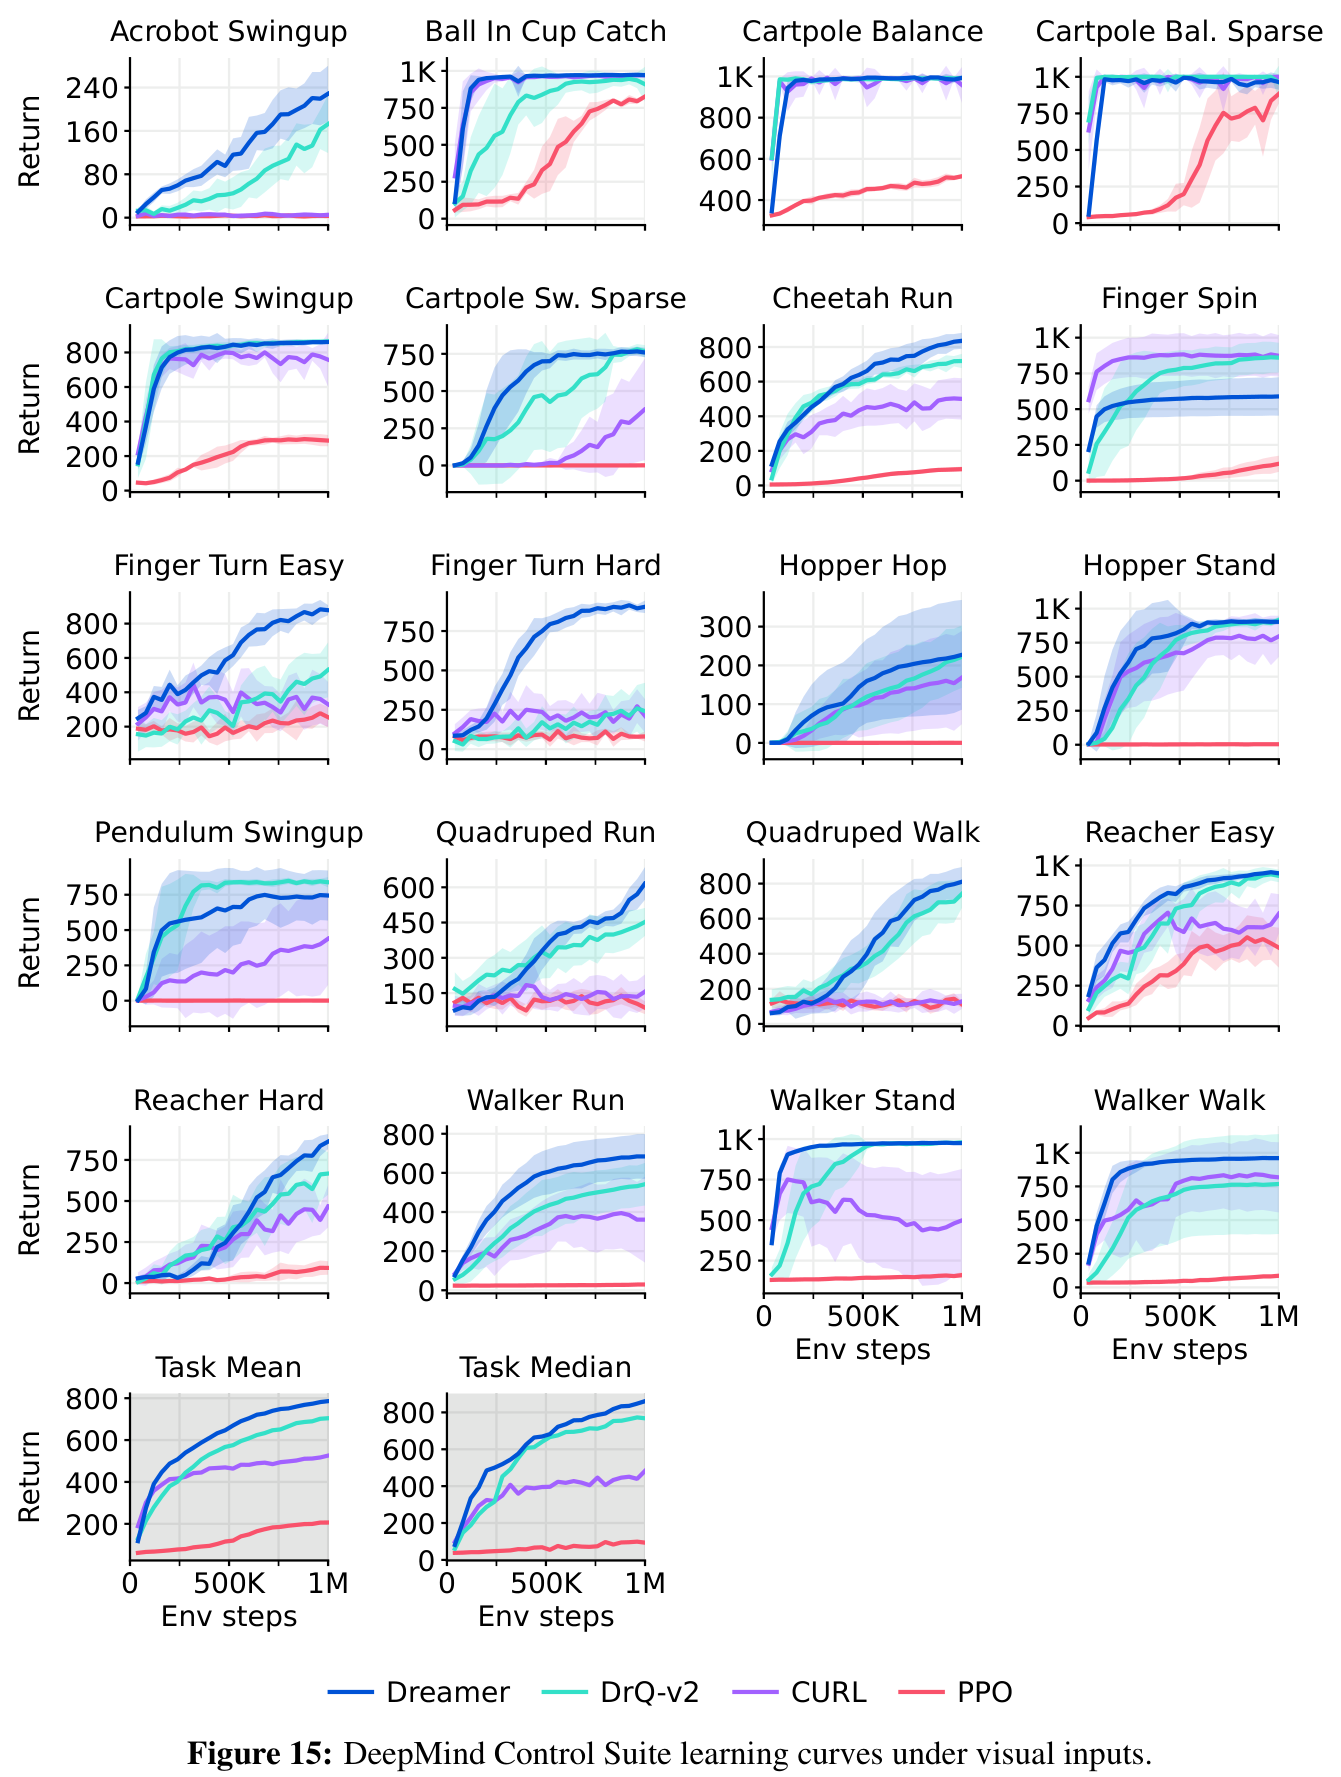 Acrobot Swingup Ball In Cup Catch Cartpole Balance Cartpole Bal. Sparse
Return
240 160 80 0
1K 750 500 250 0
1K 800 600 400
1K 750 500 250 0
Cartpole Swingup Cartpole Sw. Sparse Cheetah Run Finger Spin
Return
800 600 400 200 0
750 500 250 0
800 600 400 200 0
1K 750 500 250 0
Finger Turn Easy Finger Turn Hard Hopper Hop Hopper Stand
Return
800 600 400 200
750 500 250 0
300 200 100 0
1K 750 500 250 0
Pendulum Swingup Quadruped Run Quadruped Walk Reacher Easy
Return
750 500 250 0
600 450 300 150
800 600 400 200 0
1K 750 500 250 0
Reacher Hard Walker Run Walker Stand Walker Walk
Return
750 500 250 0
800 600 400 200 0
1K 750 500 250
1K 750 500 250 0
0 500K 1M 0 500K 1M
Env steps Env steps
Task Mean Task Median
Return
800 600 400 200
800 600 400 200 0
0 500K 1M 0 500K 1M
Env steps Env steps
Dreamer DrQ-v2 CURL PPO
Figure 15: DeepMind Control Suite learning curves under visual inputs.